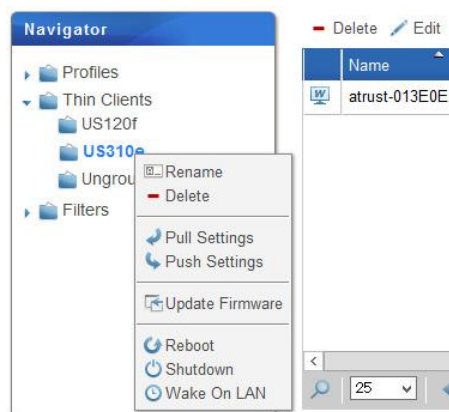 Navigator
Delete Edit
Name
Profiles
Thin Clients
atrust-013E0E
US120f
US310e
Rename
Delete
Filters
Pull Settings
Push Settings
Update Firmware
Reboot
Shutdown
Wake On LAN
25